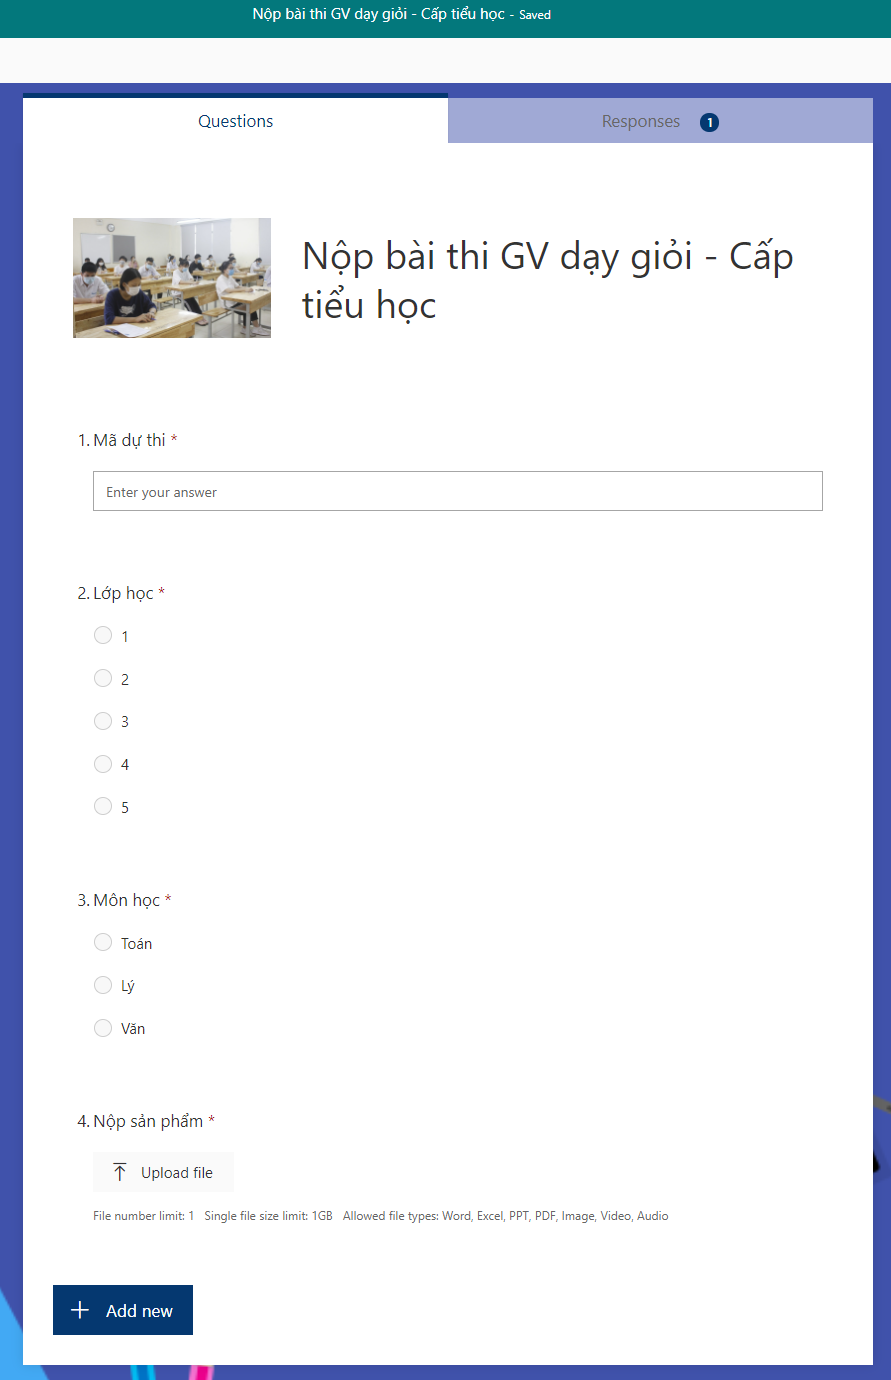 Nộp bài thi GV dạy giỏi - Cấp tiểu học - Saved
Questions
Responses 1
Nộp bài thi GV dạy giỏi - Cấp
tiểu học
1. Mã dự thi *
Enter your answer
2. Lớp học *
1
2
3
4
5
3. Môn học *
Toán
Lý
Văn
4. Nộp sản phẩm *
Upload file
File number limit: 1 Single file size limit: 1GB Allowed file types: Word, Excel, PPT, PDF, Image, Video, Audio
Add new